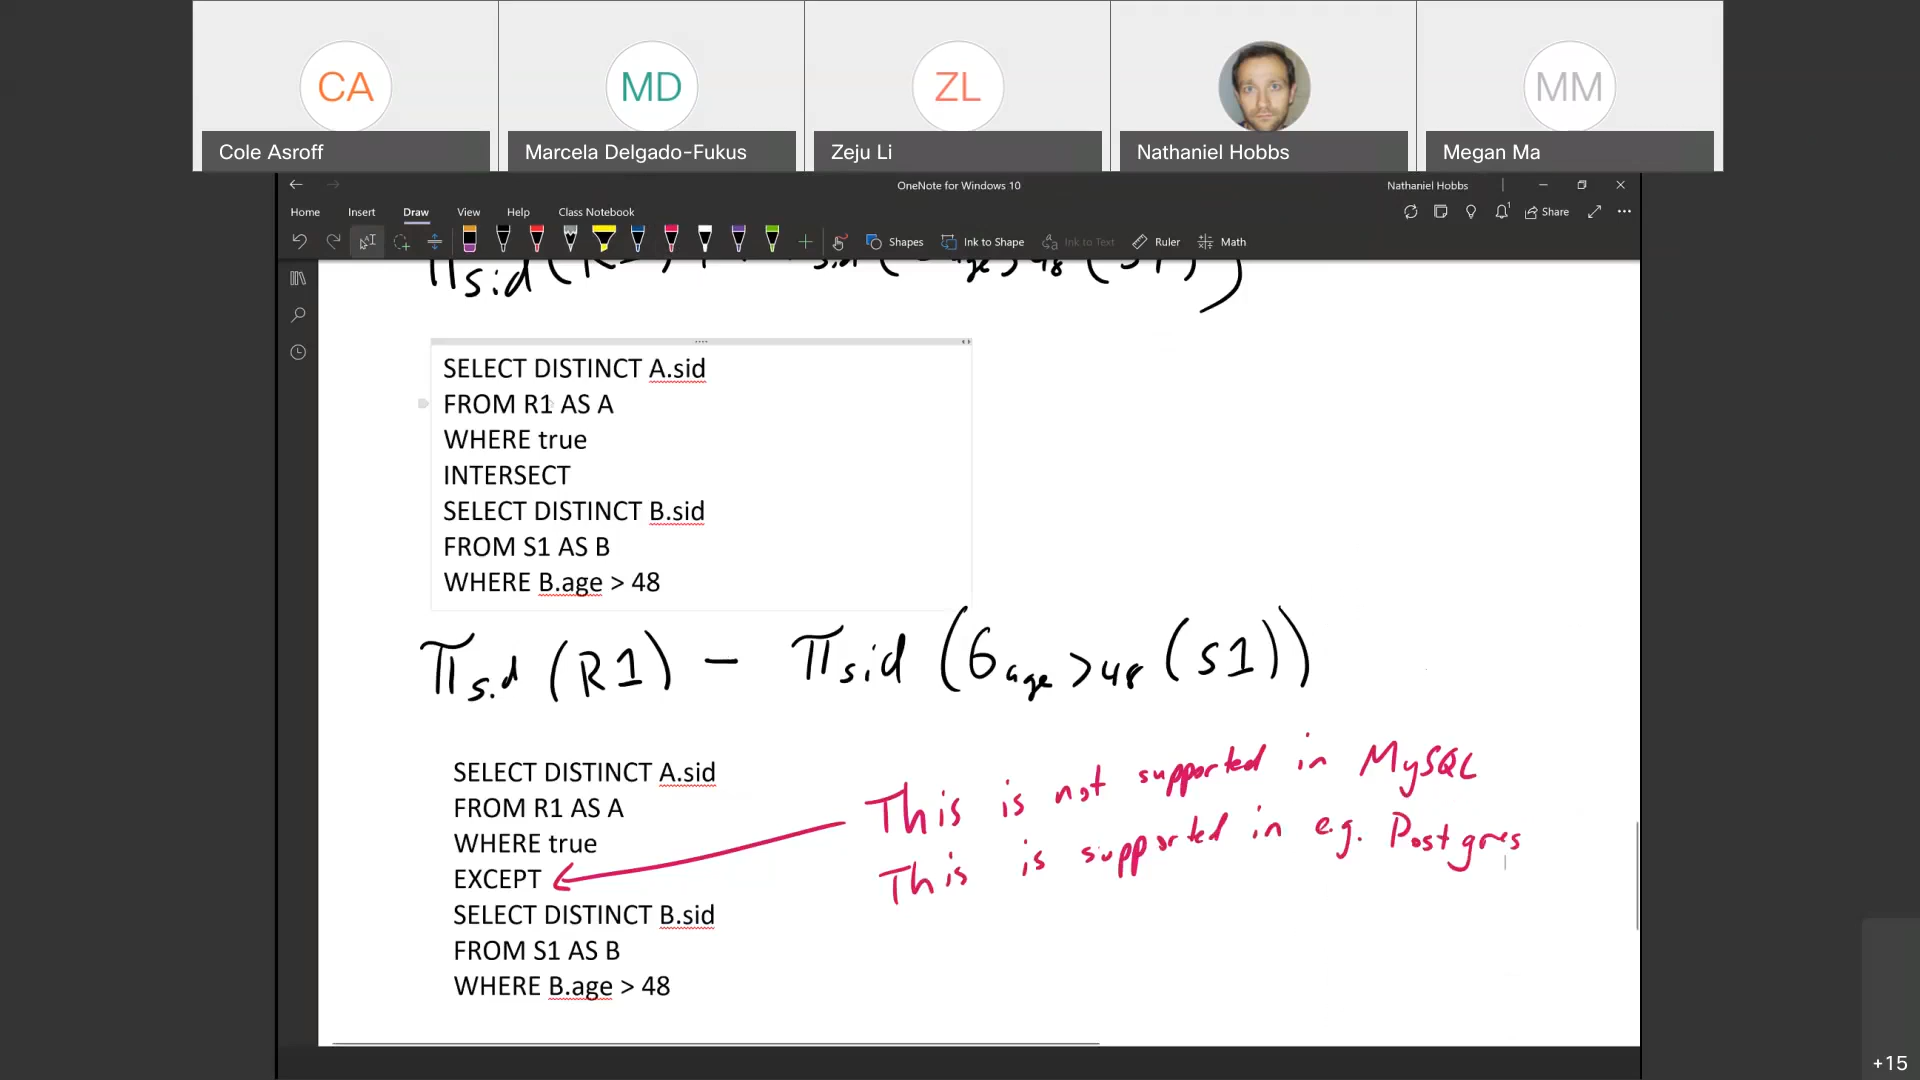 CA
MD
ZL
MM
Cole Asroff
Marcela Delgado-Fukus
Zeju Li
Nathaniel Hobbs
Megan Ma
OneNote for Windows 10
Nathaniel Hobbs
Home Insert Draw View Help Class Notebook
Share
Shapes Ink to Shape Ink to Text Ruler Math
SELECT DISTINCT A.sid
FROM R1 AS A
WHERE true
INTERSECT
SELECT DISTINCT B.sid
FROM S1 AS B
WHERE B.age > 48
πsid (R1) − πsid (σage>48 (S1))
SELECT DISTINCT A.sid
FROM R1 AS A
WHERE true
EXCEPT
SELECT DISTINCT B.sid
FROM S1 AS B
WHERE B.age > 48
This is not supported in MySQL
This is supported in e.g. Postgres
+15